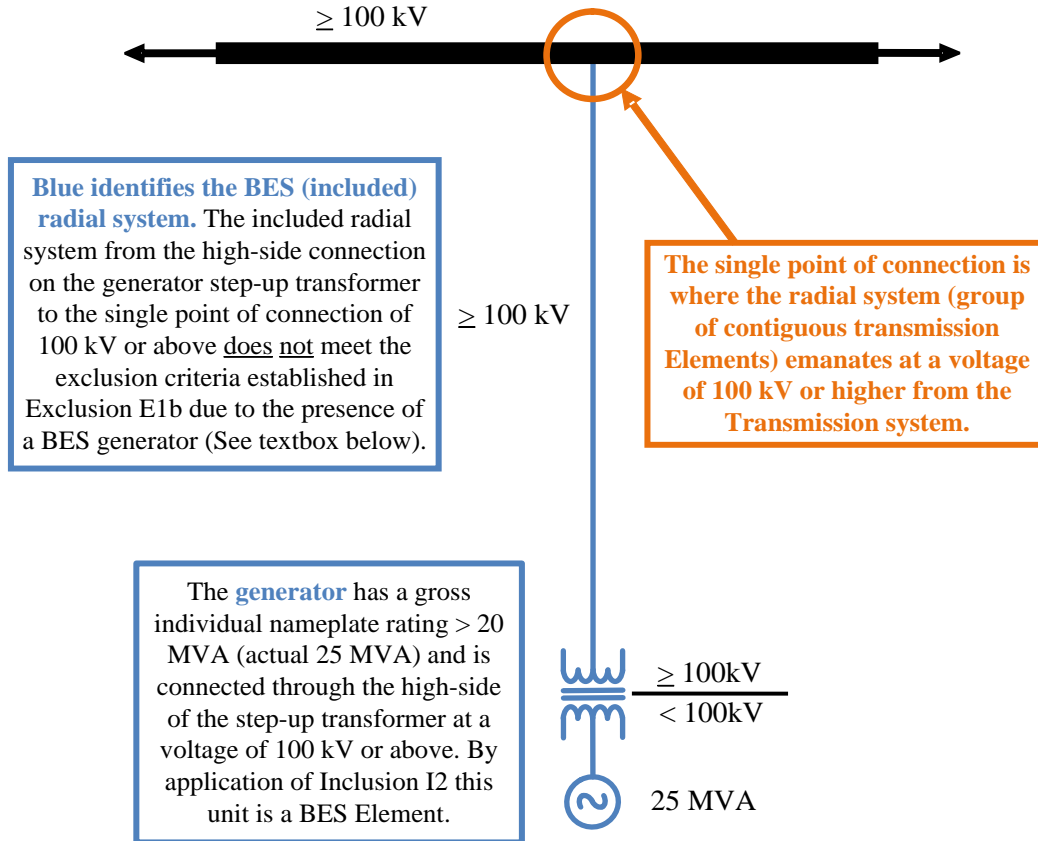 ≥ 100 kV
Blue identifies the BES (included)
radial system. The included radial
system from the high-side connection
on the generator step-up transformer
to the single point of connection of
100 kV or above does not meet the
exclusion criteria established in
Exclusion E1b due to the presence of
a BES generator (See textbox below).
≥ 100 kV
The single point of connection is
where the radial system (group
of contiguous transmission
Elements) emanates at a voltage
of 100 kV or higher from the
Transmission system.
The generator has a gross
individual nameplate rating > 20
MVA (actual 25 MVA) and is
connected through the high-side
of the step-up transformer at a
voltage of 100 kV or above. By
application of Inclusion I2 this
unit is a BES Element.
≥ 100kV
< 100kV
25 MVA